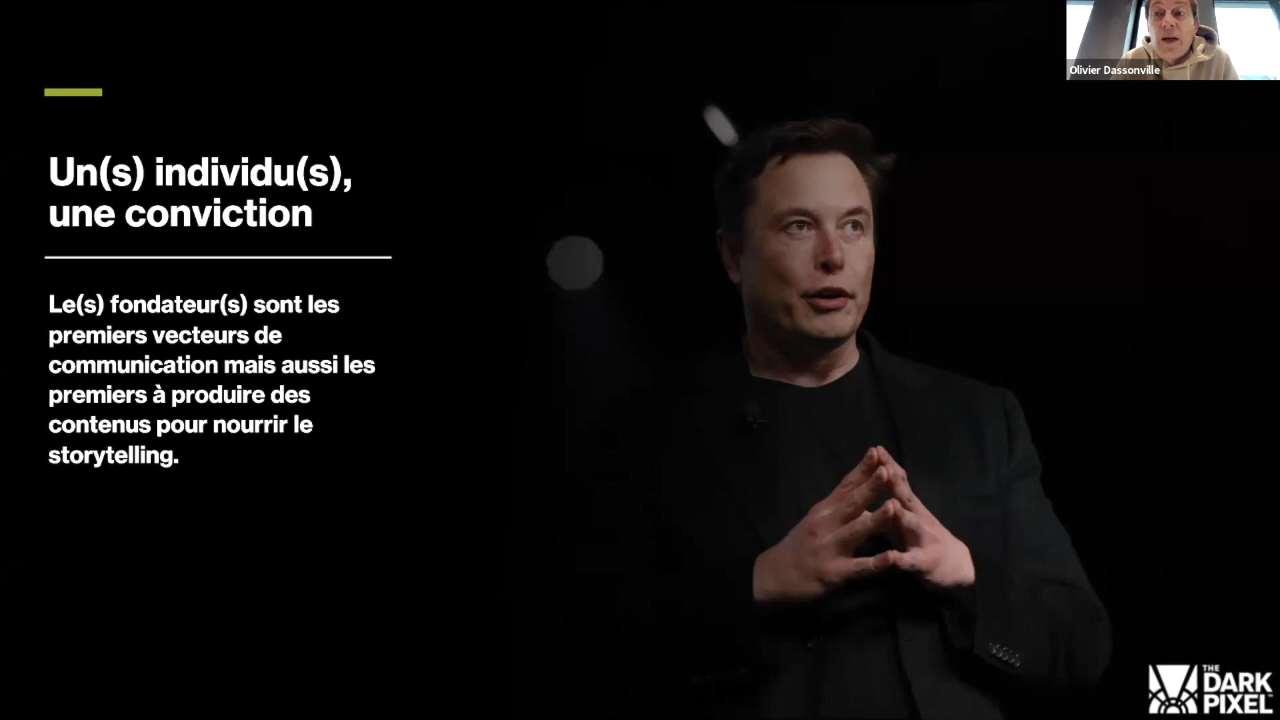 Olivier Dassonville
Un(s) individu(s),
une conviction
Le(s) fondateur(s) sont les
premiers vecteurs de
communication mais aussi les
premiers à produire des
contenus pour nourrir le
storytelling.
THE
DARK
PIXEL